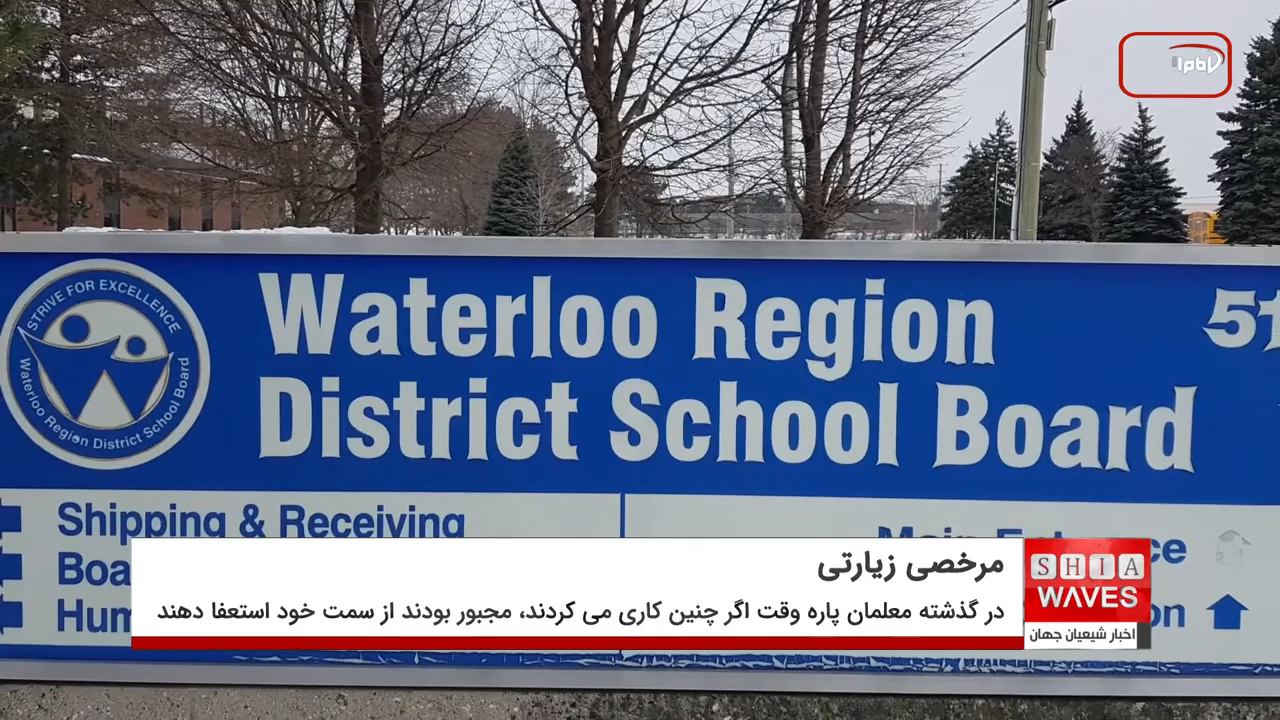 STRIVE FOR EXCELLENCE
Waterloo Region District School Board
Waterloo Region
District School Board
Shipping & Receiving
مرخصی زیارتی
در گذشته معلمان پاره وقت اگر چنین کاری می کردند، مجبور بودند از سمت خود استعفا دهند
SHIA
WAVES
اخبار شیعیان جهان